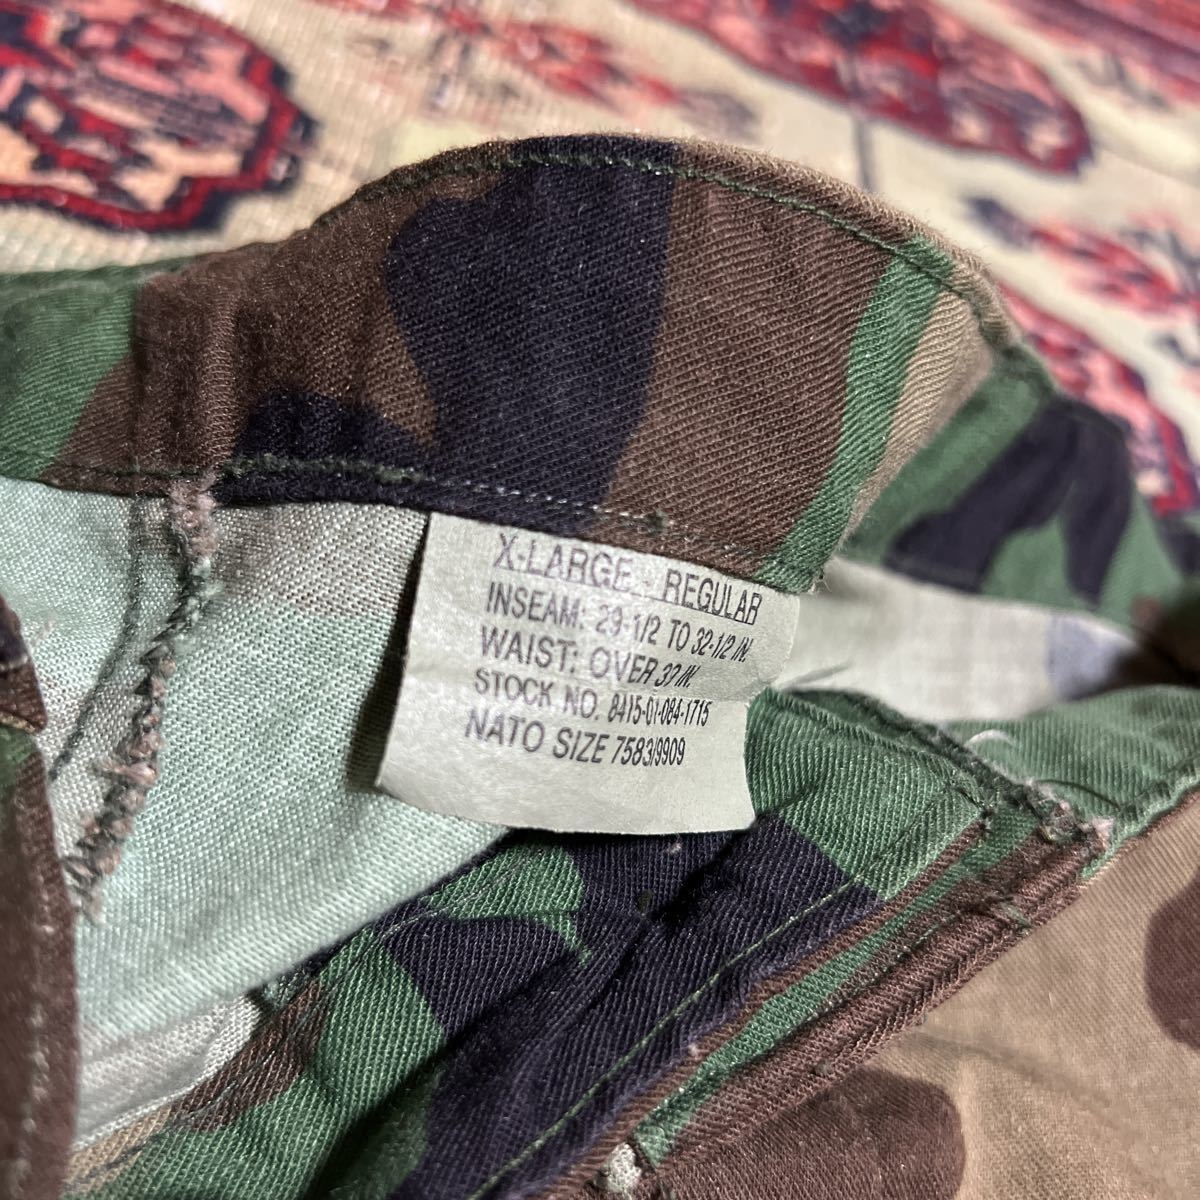 X-LARGE - REGULAR
INSEAM: 29-1/2 TO 32-1/2 IN.
WAIST: OVER 39 IN.
STOCK NO. 8415-01-084-1715
NATO SIZE 7583/9909